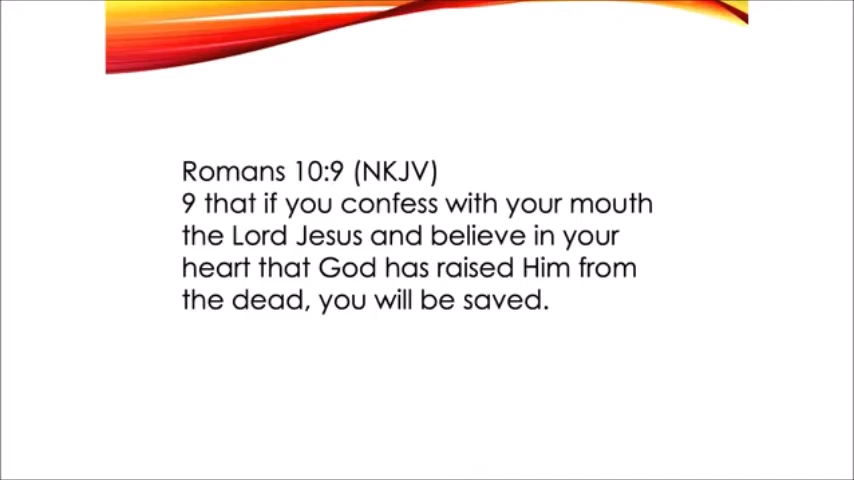 Romans 10:9 (NKJV)
9 that if you confess with your mouth
the Lord Jesus and believe in your
heart that God has raised Him from
the dead, you will be saved.